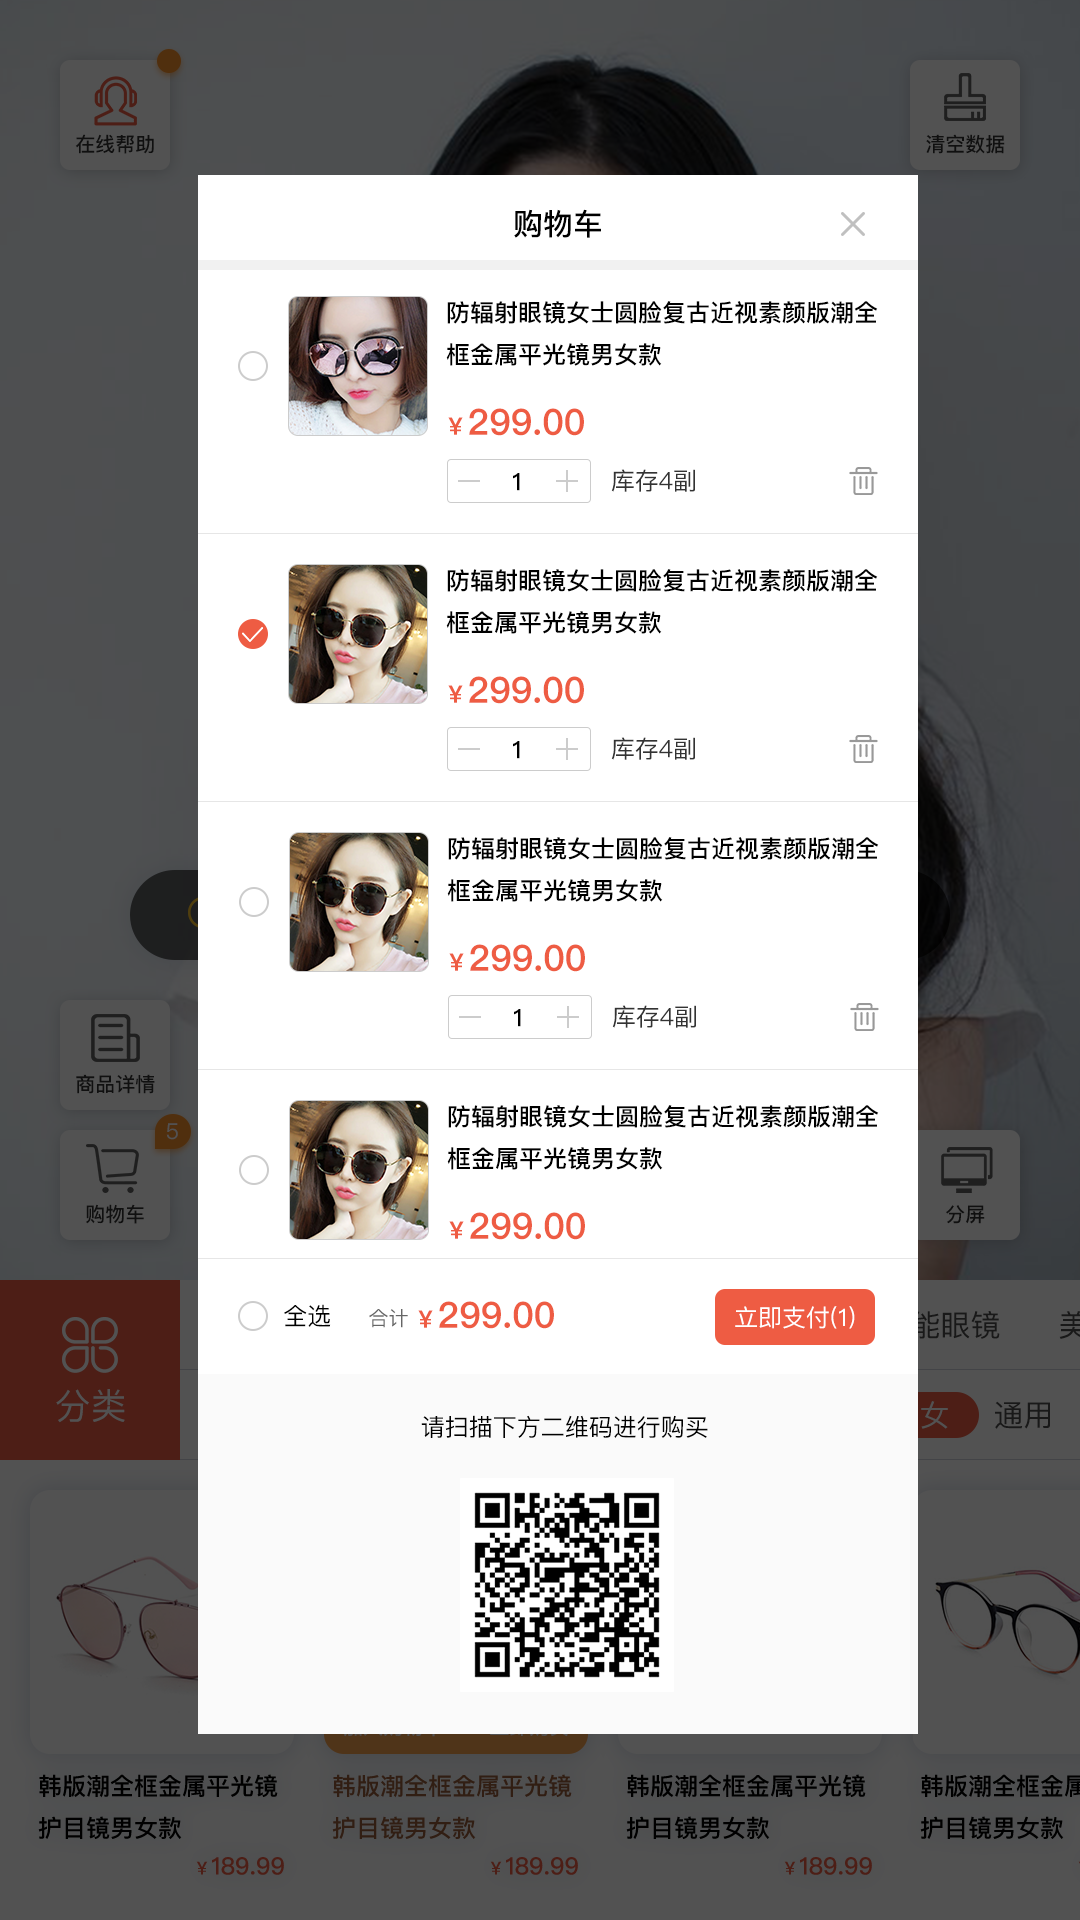 在线帮助
清空数据
购物车
防辐射眼镜女士圆脸复古近视素颜版潮全
框金属平光镜男女款
¥299.00
1 库存4副
防辐射眼镜女士圆脸复古近视素颜版潮全
框金属平光镜男女款
¥299.00
1 库存4副
防辐射眼镜女士圆脸复古近视素颜版潮全
框金属平光镜男女款
¥299.00
1 库存4副
商品详情
5
购物车
分屏
防辐射眼镜女士圆脸复古近视素颜版潮全
框金属平光镜男女款
¥299.00
全选 合计 ¥299.00 立即支付(1)
分类
能眼镜 美
女 通用
请扫描下方二维码进行购买
韩版潮全框金属平光镜
护目镜男女款
¥189.99
韩版潮全框金属平光镜
护目镜男女款
¥189.99
韩版潮全框金属平光镜
护目镜男女款
¥189.99
韩版潮全框金属
护目镜男女款